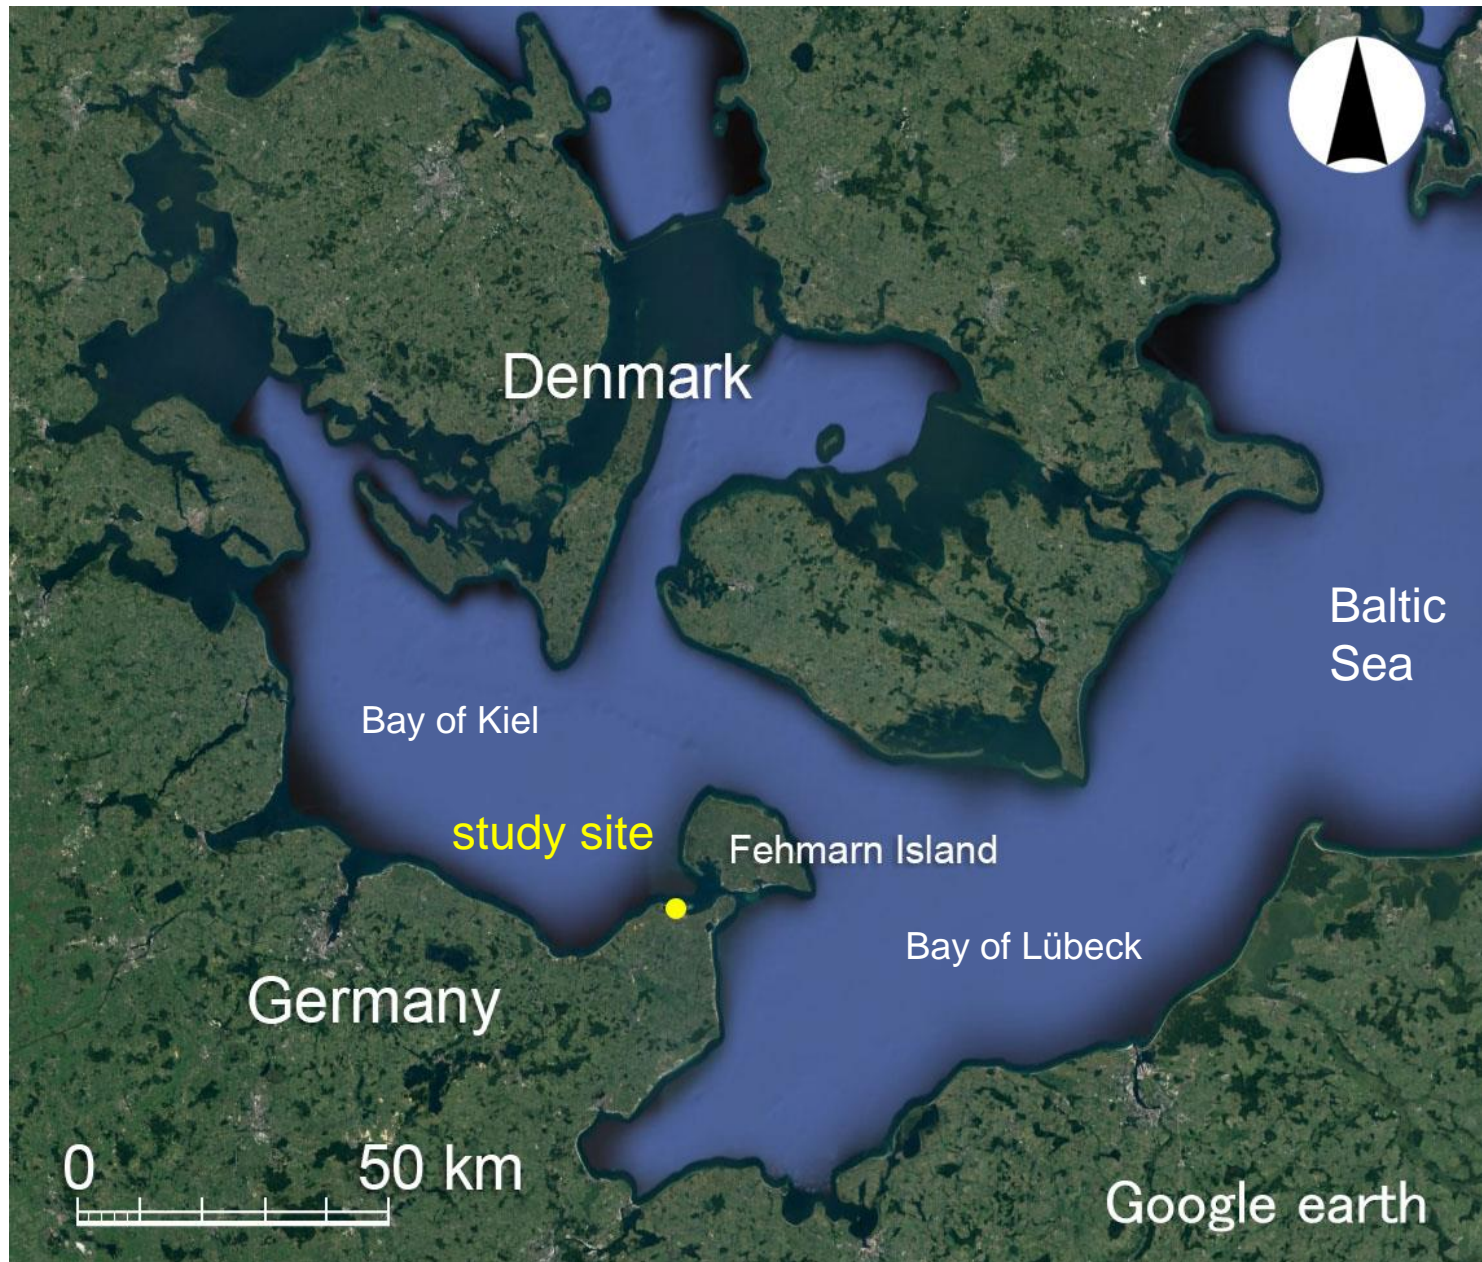 Denmark
Baltic
Sea
Bay of Kiel
study site
Fehmarn Island
Bay of Lübeck
Germany
0 50 km
Google earth